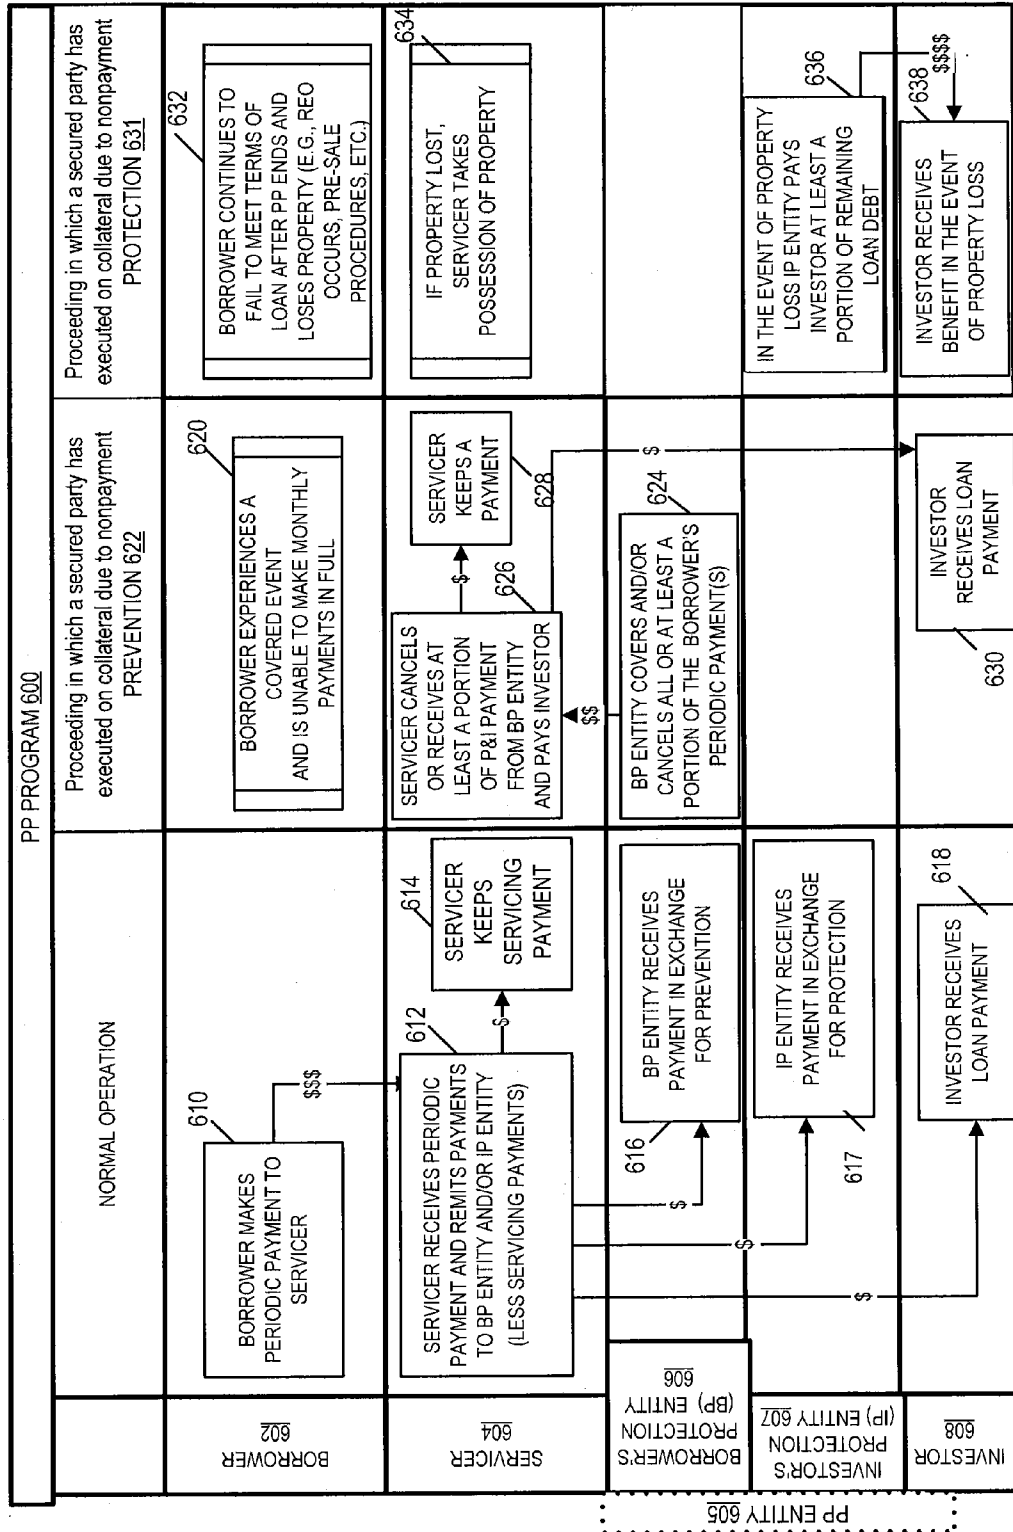 PP PROGRAM 600
NORMAL OPERATION
Proceeding in which a secured party has
executed on collateral due to nonpayment
PREVENTION 622
Proceeding in which a secured party has
executed on collateral due to nonpayment
PROTECTION 631
BORROWER
602
610
BORROWER MAKES
PERIODIC PAYMENT TO
SERVICER
$$$
620
BORROWER EXPERIENCES A
COVERED EVENT
AND IS UNABLE TO MAKE MONTHLY
PAYMENTS IN FULL
632
BORROWER CONTINUES TO
FAIL TO MEET TERMS OF
LOAN AFTER PP ENDS AND
LOSES PROPERTY (E.G., REO
OCCURS, PRE-SALE
PROCEDURES, ETC.)
SERVICER
604
612
SERVICER RECEIVES PERIODIC
PAYMENT AND REMITS PAYMENTS
TO BP ENTITY AND/OR IP ENTITY
(LESS SERVICING PAYMENTS)
$
614
SERVICER
KEEPS
SERVICING
PAYMENT
SERVICER CANCELS
OR RECEIVES AT
LEAST A PORTION
OF P&I PAYMENT
FROM BP ENTITY
AND PAYS INVESTOR
626
$
SERVICER
KEEPS A
PAYMENT
628
634
IF PROPERTY LOST,
SERVICER TAKES
POSSESSION OF PROPERTY
PP ENTITY 605
BORROWER'S
PROTECTION
(BP) ENTITY
606
$
616
BP ENTITY RECEIVES
PAYMENT IN EXCHANGE
FOR PREVENTION
$$
BP ENTITY COVERS AND/OR
CANCELS ALL OR AT LEAST A
PORTION OF THE BORROWER'S
PERIODIC PAYMENT(S)
624
$
INVESTOR'S
PROTECTION
(IP) ENTITY 607
$
IP ENTITY RECEIVES
PAYMENT IN EXCHANGE
FOR PROTECTION
617
IN THE EVENT OF PROPERTY
LOSS IP ENTITY PAYS
INVESTOR AT LEAST A
PORTION OF REMAINING
LOAN DEBT
636
$$$$
INVESTOR
608
$
INVESTOR RECEIVES
LOAN PAYMENT
618
INVESTOR
RECEIVES LOAN
PAYMENT
630
638
INVESTOR RECEIVES
BENEFIT IN THE EVENT
OF PROPERTY LOSS